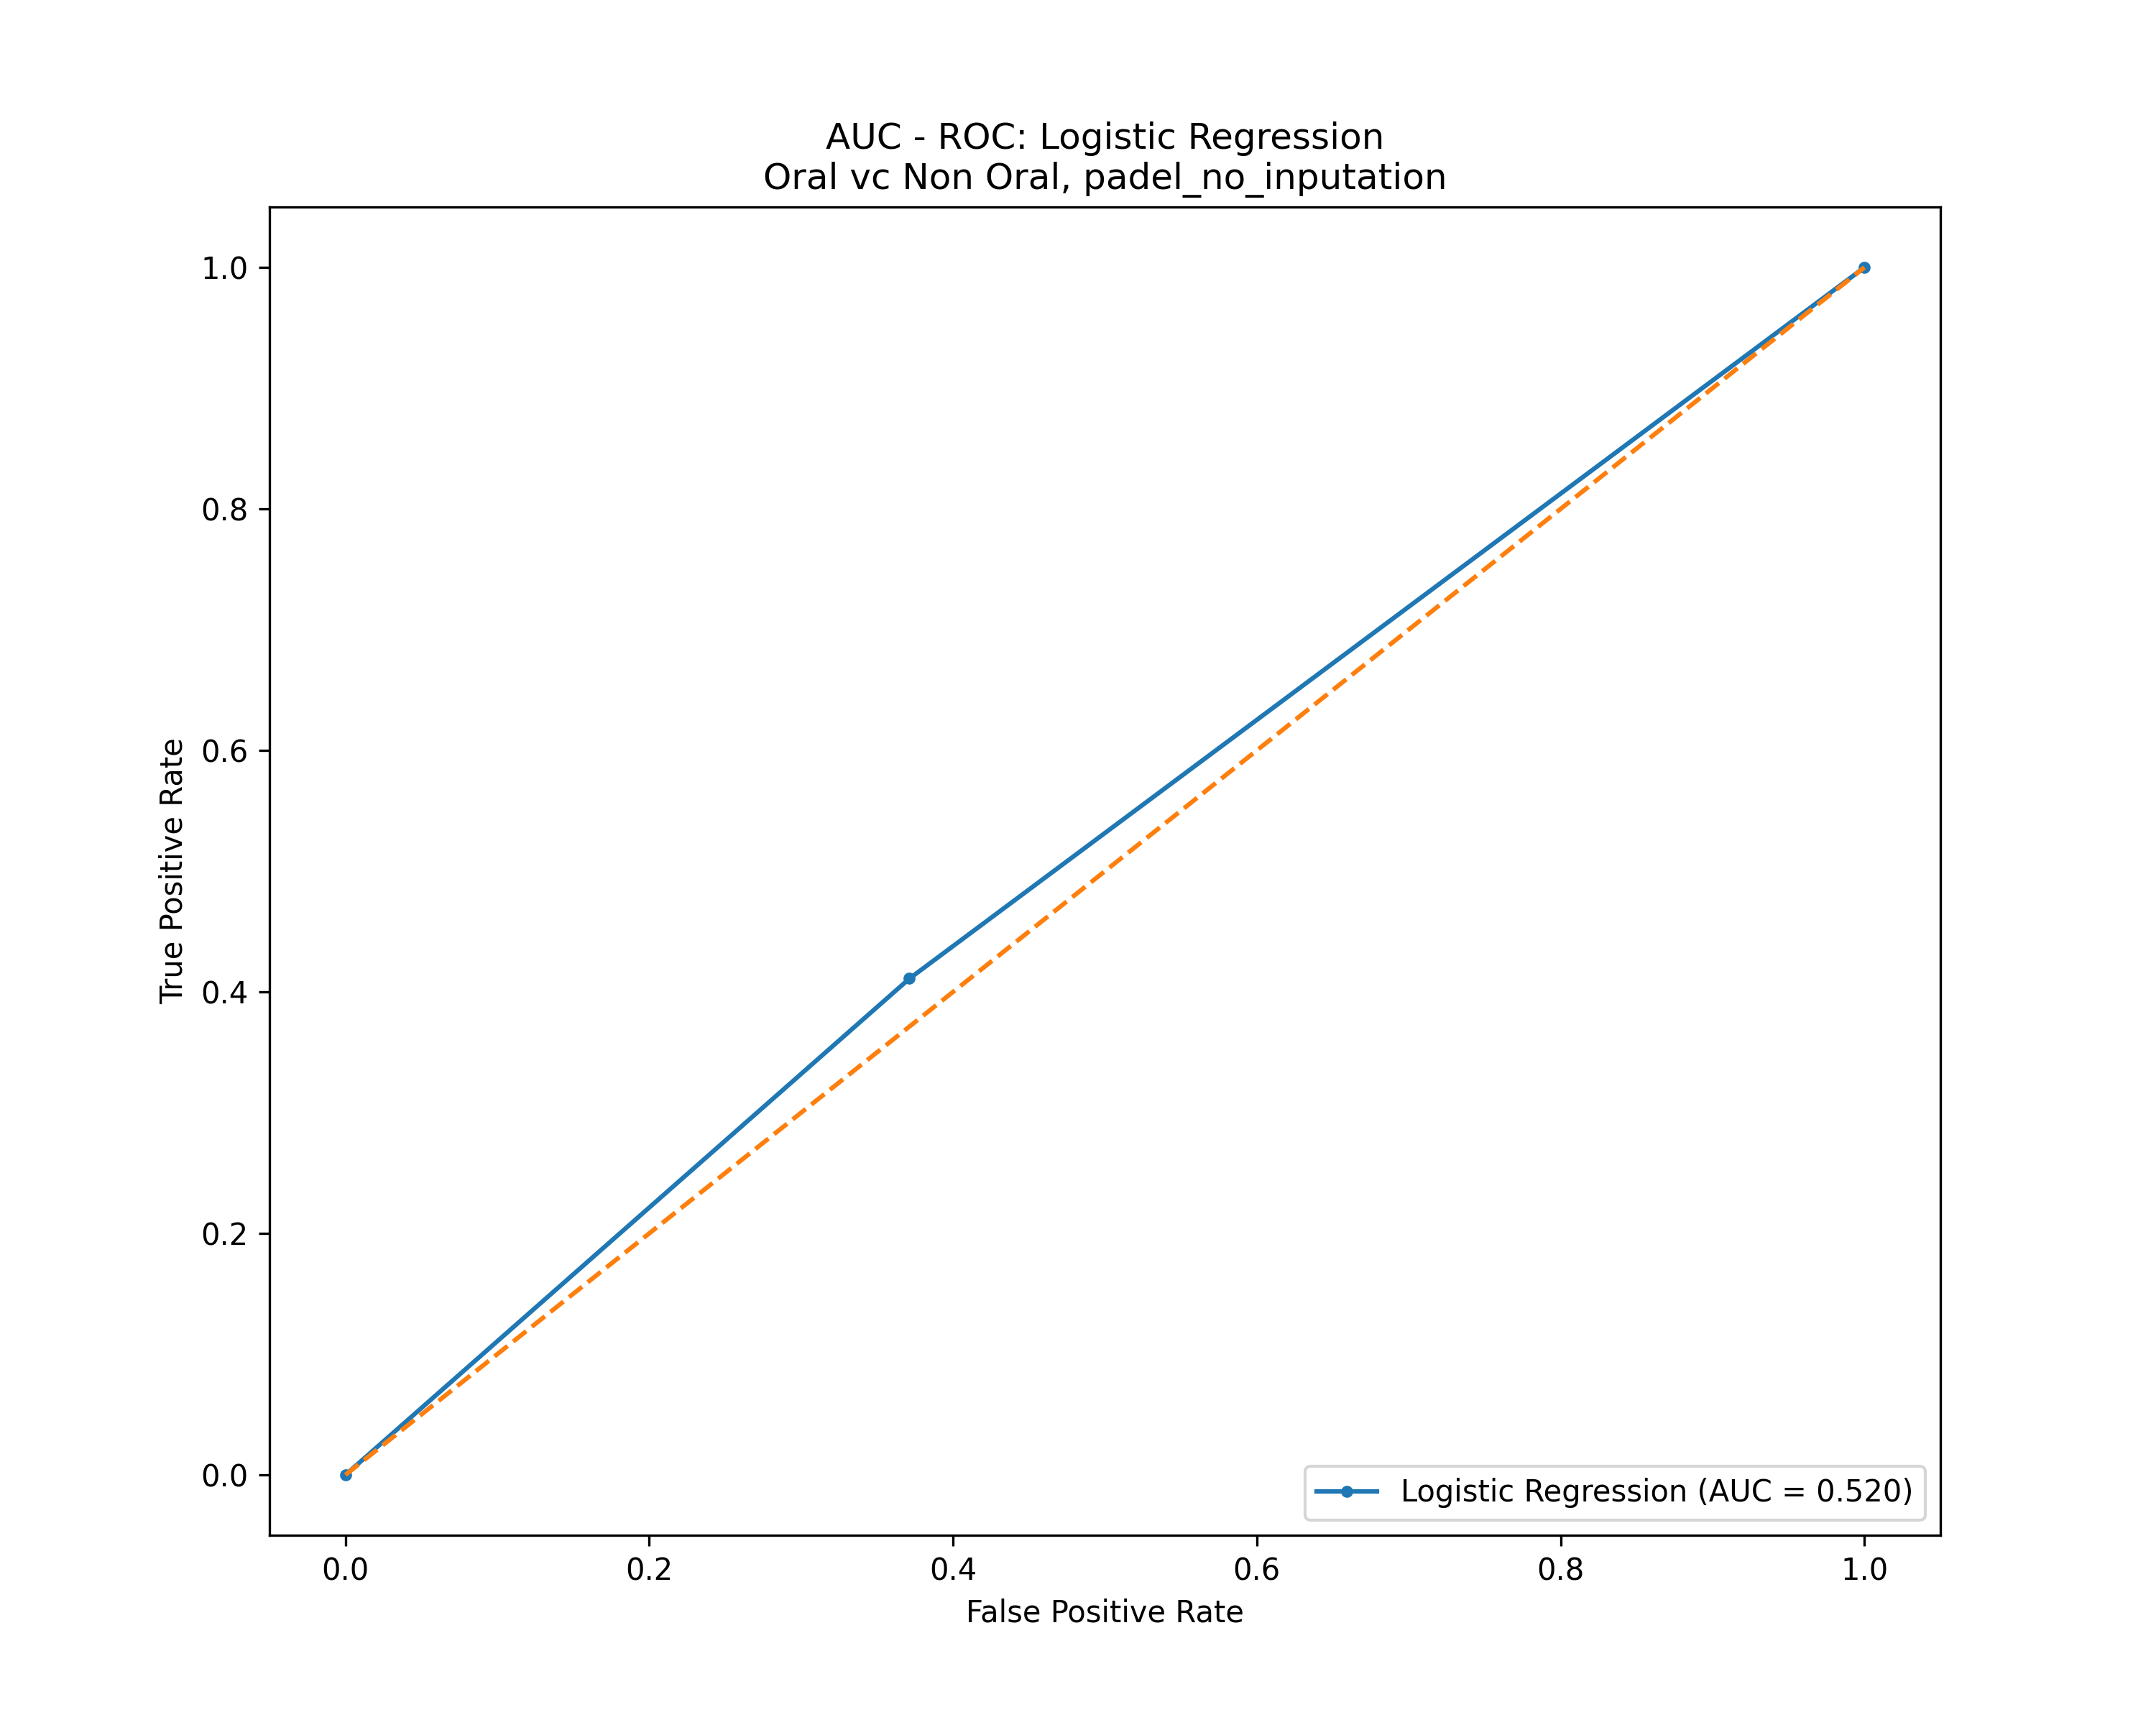 AUC - ROC: Logistic Regression
Oral vc Non Oral, padel_no_inputation
1.0
0.8
0.6
0.4
0.2
0.0
True Positive Rate
Logistic Regression (AUC = 0.520)
0.0 0.2 0.4 0.6 0.8 1.0
False Positive Rate